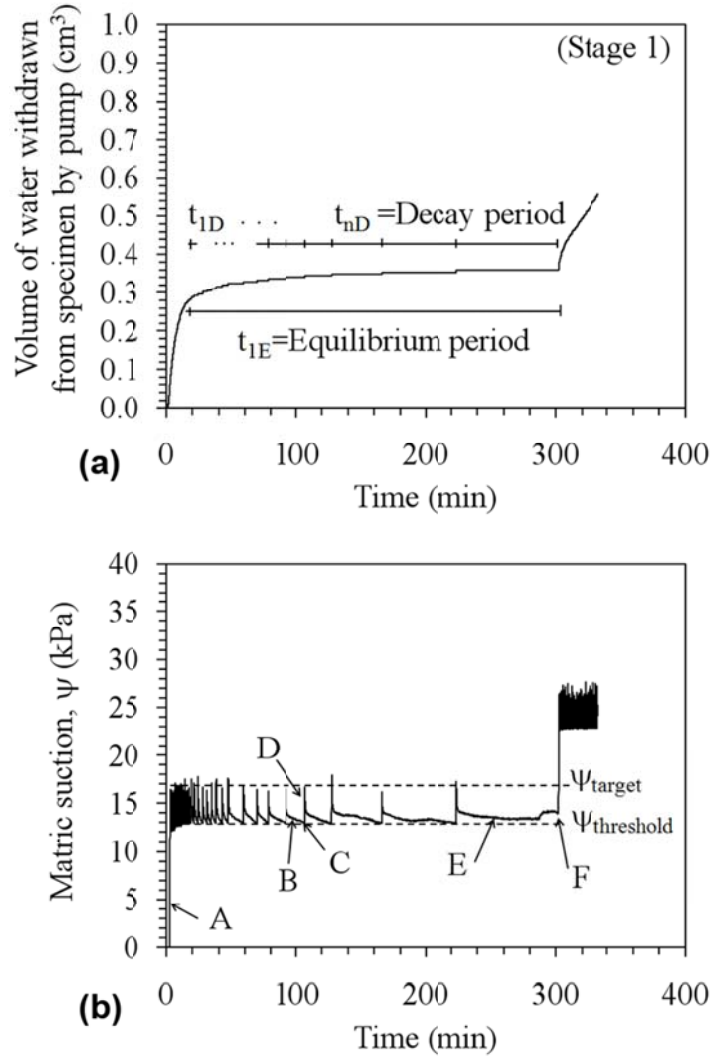 Volume of water withdrawn
from specimen by pump (cm³)
1.0
0.9
0.8
0.7
0.6
0.5
0.4
0.3
0.2
0.1
0.0
(Stage 1)
t1D . . .
. . .
tnD =Decay period
t1E=Equilibrium period
0 100 200 300 400
(a)
Time (min)
Matric suction, ψ (kPa)
40
35
30
25
20
15
10
5
0
D
Ψtarget
Ψthreshold
B
C
E
F
A
0 100 200 300 400
(b)
Time (min)